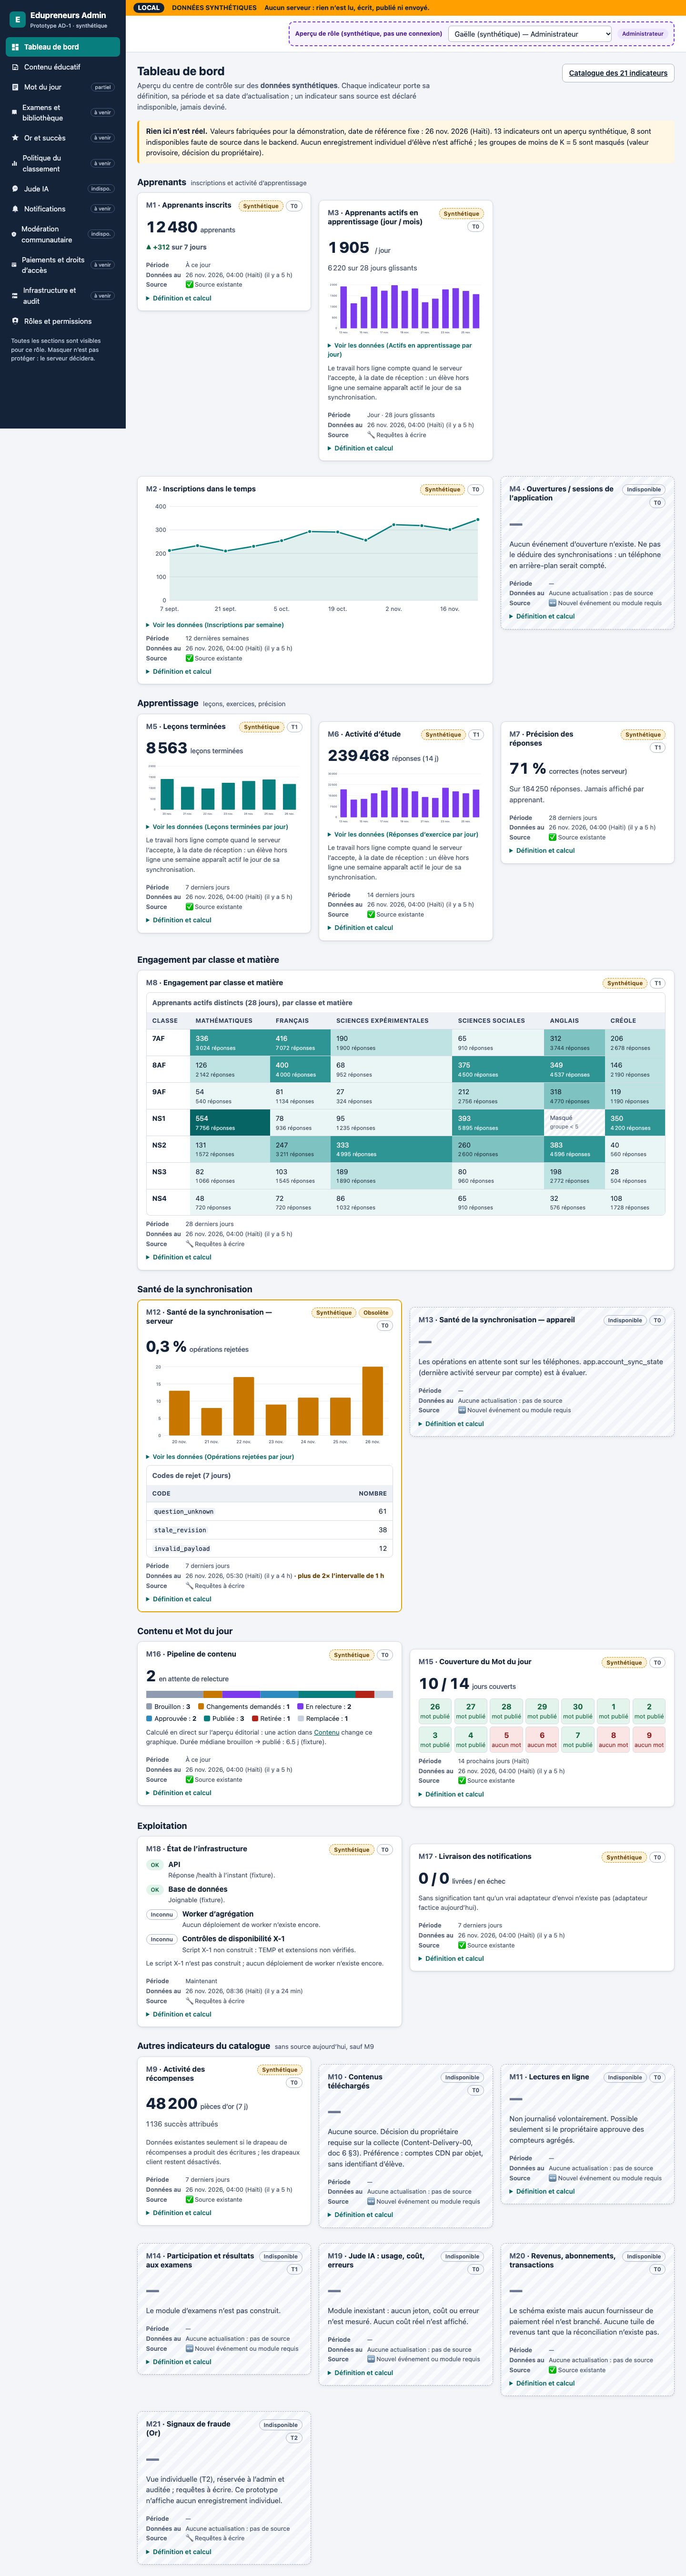 LOCAL DONNÉES SYNTHÉTIQUES Aucun serveur : rien n'est lu, écrit, publié ni envoyé.
E Edupreneurs Admin
Prototype AD-1 · synthétique
Tableau de bord
Contenu éducatif
Mot du jour partiel
Examens et bibliothèque à venir
Or et succès à venir
Politique du classement à venir
Jude IA indispo.
Notifications à venir
Modération communautaire indispo.
Paiements et droits d'accès à venir
Infrastructure et audit à venir
Rôles et permissions
Toutes les sections sont visibles pour ce rôle. Masquer n'est pas protéger : le serveur décidera.
Aperçu de rôle (synthétique, pas une connexion) Gaëlle (synthétique) — Administrateur Administrateur
Tableau de bord
Catalogue des 21 indicateurs
Aperçu du centre de contrôle sur des données synthétiques. Chaque indicateur porte sa
définition, sa période et sa date d'actualisation ; un indicateur sans source est déclaré
indisponible, jamais deviné.
Rien ici n'est réel. Valeurs fabriquées pour la démonstration, date de référence fixe : 26 nov. 2026 (Haïti). 13 indicateurs ont un aperçu synthétique, 8 sont
indisponibles faute de source dans le backend. Aucun enregistrement individuel d'élève n'est affiché ; les groupes de moins de K = 5 sont masqués (valeur
provisoire, décision du propriétaire).
Apprenants inscriptions et activité d'apprentissage
M1 · Apprenants inscrits Synthétique T0
12 480 apprenants
▲ +312 sur 7 jours
Période À ce jour
Données au 26 nov. 2026, 04:00 (Haïti) (il y a 5 h)
Source ✅ Source existante
▶ Définition et calcul
M3 · Apprenants actifs en apprentissage (jour / mois) Synthétique T0
1 905 / jour
6 220 sur 28 jours glissants
▶ Voir les données (Actifs en apprentissage par jour)
Le travail hors ligne compte quand le serveur
l'accepte, à la date de réception : un élève hors
ligne une semaine apparaît actif le jour de sa
synchronisation.
Période Jour · 28 jours glissants
Données au 26 nov. 2026, 04:00 (Haïti) (il y a 5 h)
Source 🔧 Requêtes à écrire
▶ Définition et calcul
M2 · Inscriptions dans le temps Synthétique T0
400
300
200
100
0
7 sept. 21 sept. 5 oct. 19 oct. 2 nov. 16 nov.
▶ Voir les données (Inscriptions par semaine)
Période 12 dernières semaines
Données au 26 nov. 2026, 04:00 (Haïti) (il y a 5 h)
Source ✅ Source existante
▶ Définition et calcul
M4 · Ouvertures / sessions de l'application Indisponible T0
—
Aucun événement d'ouverture n'existe. Ne pas
le déduire des synchronisations : un téléphone
en arrière-plan serait compté.
Période —
Données au Aucune actualisation : pas de source
Source 🆕 Nouvel événement ou module requis
▶ Définition et calcul
Apprentissage leçons, exercices, précision
M5 · Leçons terminées Synthétique T1
8 563 leçons terminées
▶ Voir les données (Leçons terminées par jour)
Le travail hors ligne compte quand le serveur
l'accepte, à la date de réception : un élève hors
ligne une semaine apparaît actif le jour de sa
synchronisation.
Période 7 derniers jours
Données au 26 nov. 2026, 04:00 (Haïti) (il y a 5 h)
Source ✅ Source existante
▶ Définition et calcul
M6 · Activité d'étude Synthétique T1
239 468 réponses (14 j)
▶ Voir les données (Réponses d'exercice par jour)
Le travail hors ligne compte quand le serveur
l'accepte, à la date de réception : un élève hors
ligne une semaine apparaît actif le jour de sa
synchronisation.
Période 14 derniers jours
Données au 26 nov. 2026, 04:00 (Haïti) (il y a 5 h)
Source ✅ Source existante
▶ Définition et calcul
M7 · Précision des réponses Synthétique T1
71 % correctes (notes serveur)
Sur 184 250 réponses. Jamais affiché par
apprenant.
Période 28 derniers jours
Données au 26 nov. 2026, 04:00 (Haïti) (il y a 5 h)
Source ✅ Source existante
▶ Définition et calcul
Engagement par classe et matière
M8 · Engagement par classe et matière Synthétique T1
Apprenants actifs distincts (28 jours), par classe et matière
CLASSE MATHÉMATIQUES FRANÇAIS SCIENCES EXPÉRIMENTALES SCIENCES SOCIALES ANGLAIS CRÉOLE
7AF 336 416 190 65 312 206
3 024 réponses 7 072 réponses 1 900 réponses 910 réponses 3 744 réponses 2 678 réponses
8AF 126 400 68 375 349 146
2 142 réponses 4 000 réponses 952 réponses 4 500 réponses 4 537 réponses 2 190 réponses
9AF 54 81 27 212 318 119
540 réponses 1 134 réponses 324 réponses 2 756 réponses 4 770 réponses 1 190 réponses
NS1 554 78 95 393 Masqué 350
7 756 réponses 936 réponses 1 235 réponses 5 895 réponses groupe < 5 4 200 réponses
NS2 131 247 333 260 383 40
1 572 réponses 3 211 réponses 4 995 réponses 2 600 réponses 4 596 réponses 560 réponses
NS3 82 103 189 80 198 28
1 066 réponses 1 545 réponses 1 890 réponses 960 réponses 2 772 réponses 504 réponses
NS4 48 72 86 65 32 108
720 réponses 720 réponses 1 032 réponses 910 réponses 576 réponses 1 728 réponses
Période 28 derniers jours
Données au 26 nov. 2026, 04:00 (Haïti) (il y a 5 h)
Source 🔧 Requêtes à écrire
▶ Définition et calcul
Santé de la synchronisation
M12 · Santé de la synchronisation — serveur Synthétique Obsolète T0
0,3 % opérations rejetées
20
15
10
5
0
20 nov. 21 nov. 22 nov. 23 nov. 24 nov. 25 nov. 26 nov.
▶ Voir les données (Opérations rejetées par jour)
Codes de rejet (7 jours)
CODE NOMBRE
question_unknown 61
stale_revision 38
invalid_payload 12
Période 7 derniers jours
Données au 26 nov. 2026, 05:30 (Haïti) (il y a 4 h) · plus de 2× l'intervalle de 1 h
Source 🔧 Requêtes à écrire
▶ Définition et calcul
M13 · Santé de la synchronisation — appareil Indisponible T0
—
Les opérations en attente sont sur les téléphones. app.account_sync_state
(dernière activité serveur par compte) est à évaluer.
Période —
Données au Aucune actualisation : pas de source
Source 🆕 Nouvel événement ou module requis
▶ Définition et calcul
Contenu et Mot du jour
M16 · Pipeline de contenu Synthétique T0
2 en attente de relecture
Brouillon : 3 Changements demandés : 1 En relecture : 2
Approuvée : 2 Publiée : 3 Retirée : 1 Remplacée : 1
Calculé en direct sur l'aperçu éditorial : une action dans Contenu change ce
graphique. Durée médiane brouillon → publié : 6.5 j (fixture).
Période À ce jour
Données au 26 nov. 2026, 04:00 (Haïti) (il y a 5 h)
Source ✅ Source existante
▶ Définition et calcul
M15 · Couverture du Mot du jour Synthétique T0
10 / 14 jours couverts
26 27 28 29 30 1 2
mot publié mot publié mot publié mot publié mot publié mot publié mot publié
3 4 5 6 7 8 9
mot publié mot publié aucun mot aucun mot mot publié aucun mot aucun mot
Période 14 prochains jours (Haïti)
Données au 26 nov. 2026, 04:00 (Haïti) (il y a 5 h)
Source ✅ Source existante
▶ Définition et calcul
Exploitation
M18 · État de l'infrastructure Synthétique T0
OK API
Réponse /health à l'instant (fixture).
OK Base de données
Joignable (fixture).
Inconnu Worker d'agrégation
Aucun déploiement de worker n'existe encore.
Inconnu Contrôles de disponibilité X-1
Script X-1 non construit : TEMP et extensions non vérifiés.
Le script X-1 n'est pas construit ; aucun déploiement de worker n'existe encore.
Période Maintenant
Données au 26 nov. 2026, 08:36 (Haïti) (il y a 24 min)
Source 🔧 Requêtes à écrire
▶ Définition et calcul
M17 · Livraison des notifications Synthétique T0
0 / 0 livrées / en échec
Sans signification tant qu'un vrai adaptateur d'envoi n'existe pas (adaptateur
factice aujourd'hui).
Période 7 derniers jours
Données au 26 nov. 2026, 04:00 (Haïti) (il y a 5 h)
Source ✅ Source existante
▶ Définition et calcul
Autres indicateurs du catalogue sans source aujourd'hui, sauf M9
M9 · Activité des récompenses Synthétique T0
48 200 pièces d'or (7 j)
1 136 succès attribués
Données existantes seulement si le drapeau de
récompenses a produit des écritures ; les drapeaux
client restent désactivés.
Période 7 derniers jours
Données au 26 nov. 2026, 04:00 (Haïti) (il y a 5 h)
Source ✅ Source existante
▶ Définition et calcul
M10 · Contenus téléchargés Indisponible T0
—
Aucune source. Décision du propriétaire
requise sur la collecte (Content-Delivery-00,
doc 6 §3). Préférence : comptes CDN par objet,
sans identifiant d'élève.
Période —
Données au Aucune actualisation : pas de source
Source 🆕 Nouvel événement ou module requis
▶ Définition et calcul
M11 · Lectures en ligne Indisponible T0
—
Non journalisé volontairement. Possible
seulement si le propriétaire approuve des
compteurs agrégés.
Période —
Données au Aucune actualisation : pas de source
Source 🆕 Nouvel événement ou module requis
▶ Définition et calcul
M14 · Participation et résultats aux examens Indisponible T1
—
Le module d'examens n'est pas construit.
Période —
Données au Aucune actualisation : pas de source
Source 🆕 Nouvel événement ou module requis
▶ Définition et calcul
M19 · Jude IA : usage, coût, erreurs Indisponible T0
—
Module inexistant : aucun jeton, coût ou erreur
n'est mesuré. Aucun coût réel n'est affiché.
Période —
Données au Aucune actualisation : pas de source
Source 🆕 Nouvel événement ou module requis
▶ Définition et calcul
M20 · Revenus, abonnements, transactions Indisponible T0
—
Le schéma existe mais aucun fournisseur de
paiement réel n'est branché. Aucune tuile de
revenus tant que la réconciliation n'existe pas.
Période —
Données au Aucune actualisation : pas de source
Source ✅ Source existante
▶ Définition et calcul
M21 · Signaux de fraude (Or) Indisponible T2
—
Vue individuelle (T2), réservée à l'admin et
auditée ; requêtes à écrire. Ce prototype
n'affiche aucun enregistrement individuel.
Période —
Données au Aucune actualisation : pas de source
Source 🔧 Requêtes à écrire
▶ Définition et calcul